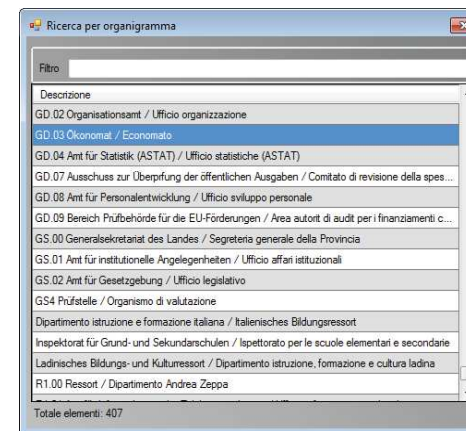 Ricerca per organigramma
Filtro
Descrizione
GD.02 Organisationsamt / Ufficio organizzazione
GD.03 Ökonomat / Economato
GD.04 Amt für Statistik (ASTAT) / Ufficio statistiche (ASTAT)
GD.07 Ausschuss zur Überpfung der öffentlichen Ausgaben / Comitato di revisione della spes...
GD.08 Amt für Personalentwicklung / Ufficio sviluppo personale
GD.09 Bereich Prüfbehörde für die EU-Förderungen / Area autorit di audit per i finanziamenti c...
GS.00 Generalsekretariat des Landes / Segreteria generale della Provincia
GS.01 Amt für institutionelle Angelegenheiten / Ufficio affari istituzionali
GS.02 Amt für Gesetzgebung / Ufficio legislativo
GS4 Prüfstelle / Organismo di valutazione
Dipartimento istruzione e formazione italiana / Italienisches Bildungsressort
Inspektorat für Grund- und Sekundarschulen / Ispettorato per le scuole elementari e secondarie
Ladinisches Bildungs- und Kulturressort / Dipartimento istruzione, formazione e cultura ladina
R1.00 Ressort / Dipartimento Andrea Zeppa
Totale elementi: 407